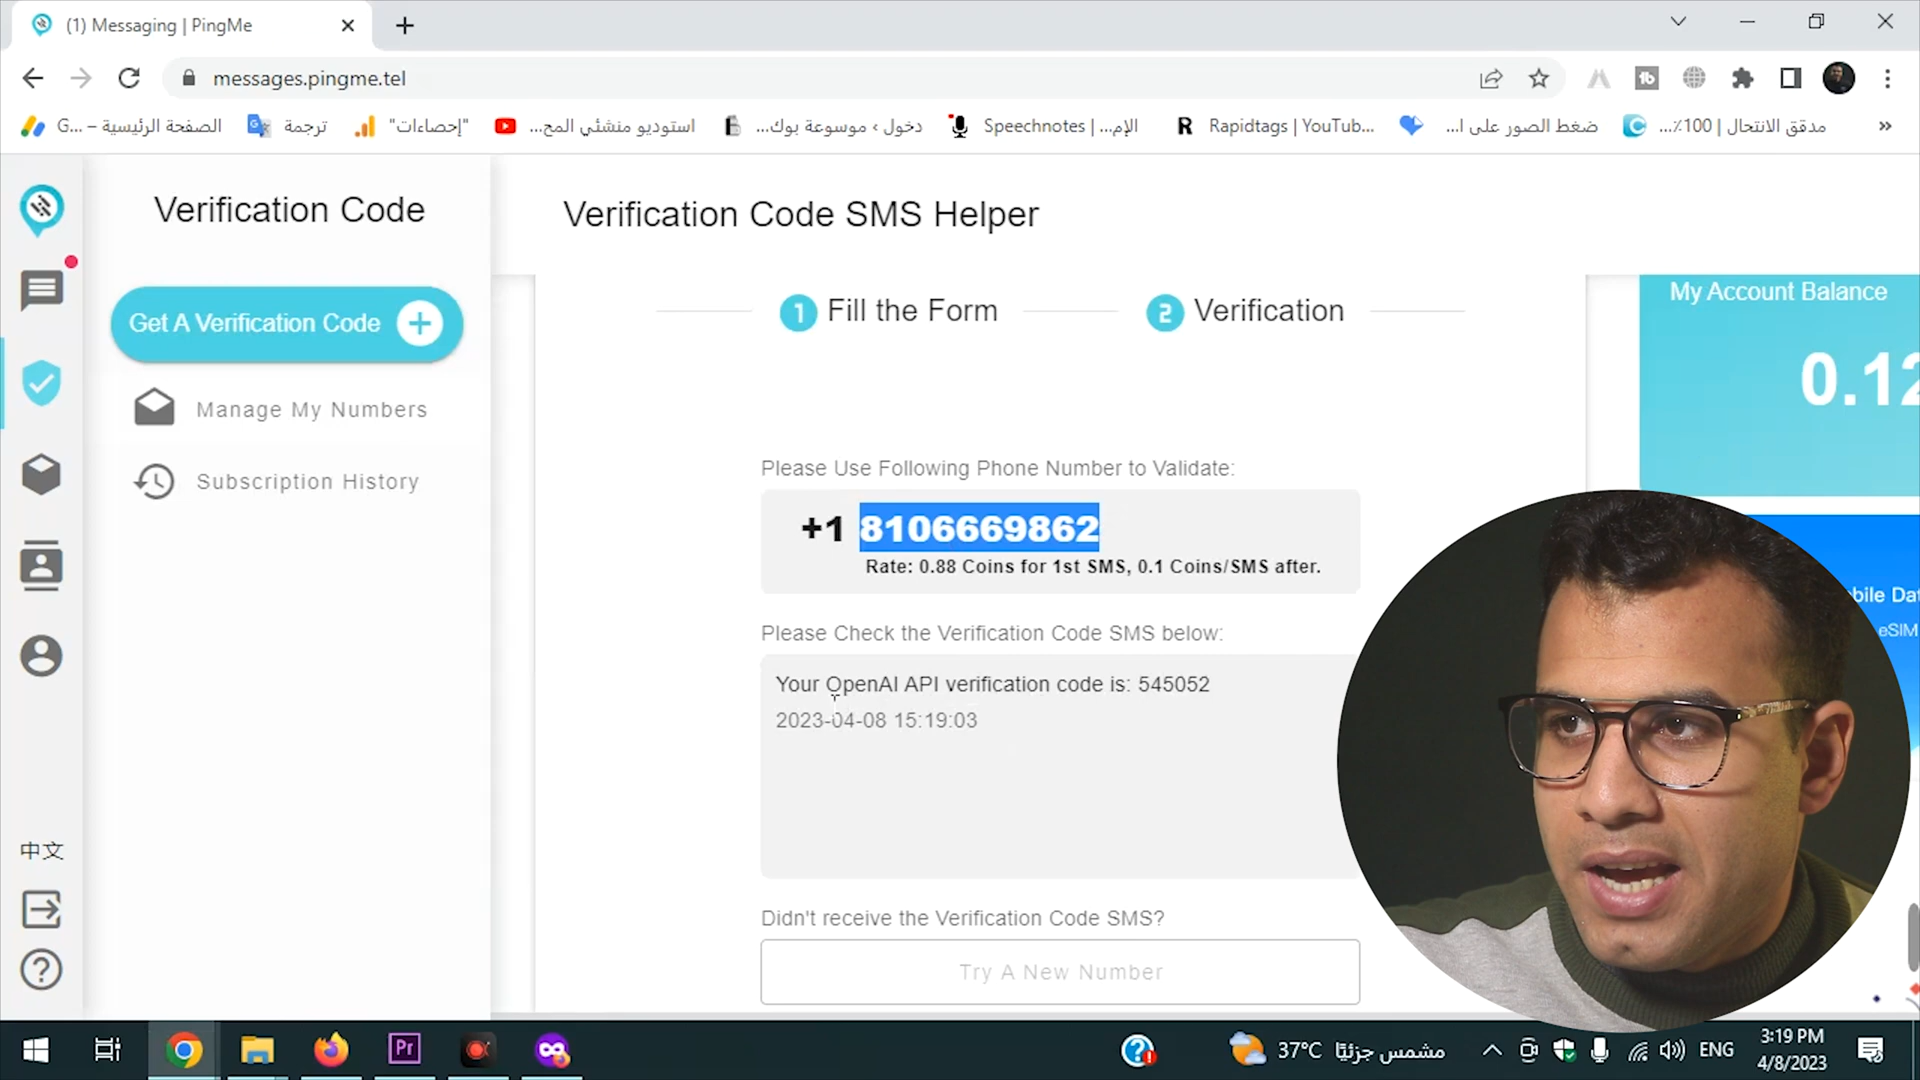 (1) Messaging | PingMe
messages.pingme.tel
G... – الصفحة الرئيسية
ترجمة
"إحصاءات"
استوديو منشئي المح...
دخول ‹ موسوعة بوك...
Speechnotes | الإم...
Rapidtags | YouTub...
ضغط الصور على ا...
مدقق الانتحال | 100٪...
»
Verification Code
Get A Verification Code
Manage My Numbers
Subscription History
中文
Verification Code SMS Helper
1 Fill the Form
2 Verification
Please Use Following Phone Number to Validate:
+1 8106669862
Rate: 0.88 Coins for 1st SMS, 0.1 Coins/SMS after.
Please Check the Verification Code SMS below:
Your OpenAI API verification code is: 545052
2023-04-08 15:19:03
Didn't receive the Verification Code SMS?
Try A New Number
My Account Balance
0.12
bile Dat
eSIM
Pr
37°C مشمس جزئيًا
ENG
3:19 PM
4/8/2023